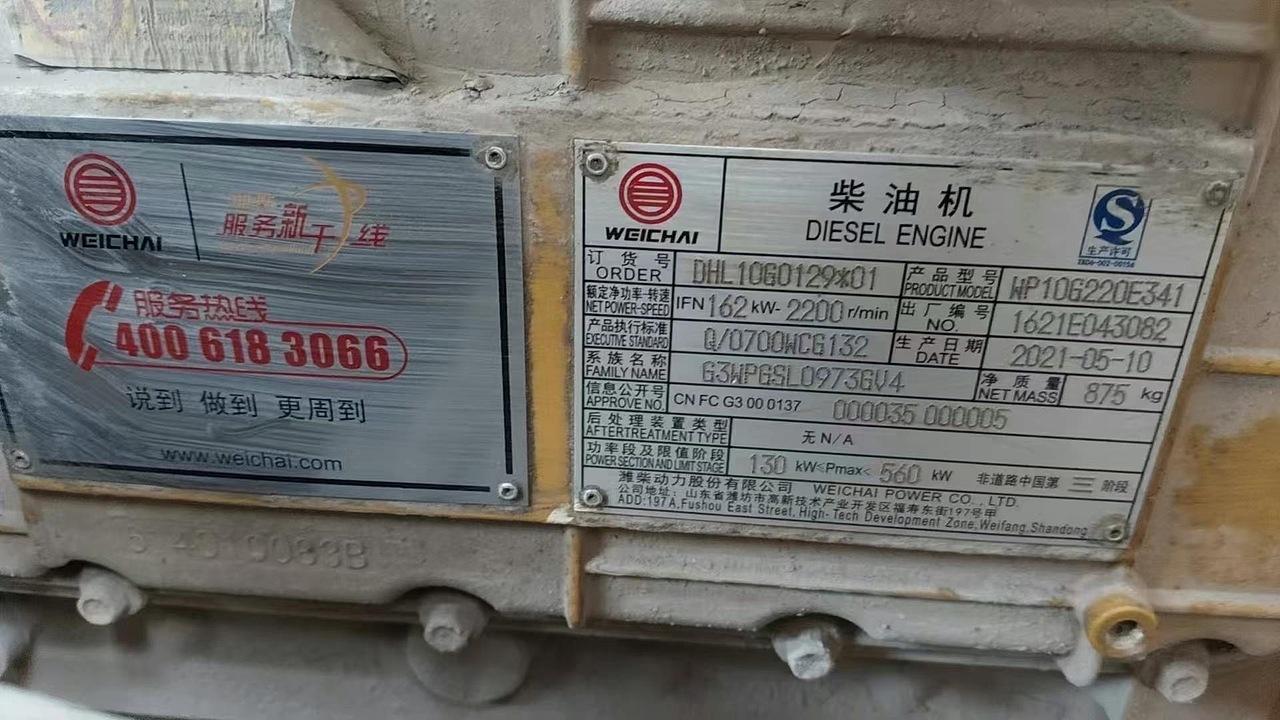 WEICHAI
服务新干线
服务热线
400 618 3066
说到 做到 更周到
www.weichai.com
WEICHAI
柴油机
DIESEL ENGINE
S
生产许可
XK06-002-00154
订货号 ORDER DHL10G0129*01 产品型号 PRODUCT MODEL WP10G220E341
额定净功率-转速 NET POWER-SPEED IFN 162 kW- 2200 r/min 出厂编号 NO. 1621E043082
产品执行标准 EXECUTIVE STANDARD Q/0700WCG132 生产日期 DATE 2021-05-10
系族名称 FAMILY NAME G3WPGSL0973GV4 净质量 NET MASS 875 kg
信息公开号 APPROVE NO. CN FC G3 00 0137 000035 000005
后处理装置类型 AFTERTREATMENT TYPE 无 N/A
功率段及限值阶段 POWER SECTION AND LIMIT STAGE 130 kW≤Pmax≤ 560 kW 非道路中国第 三 阶段
潍柴动力股份有限公司 WEICHAI POWER CO., LTD.
公司地址：山东省潍坊市高新技术产业开发区福寿东街197号甲
ADD:197 A,Fushou East Street, High-Tech Development Zone,Weifang,Shandong